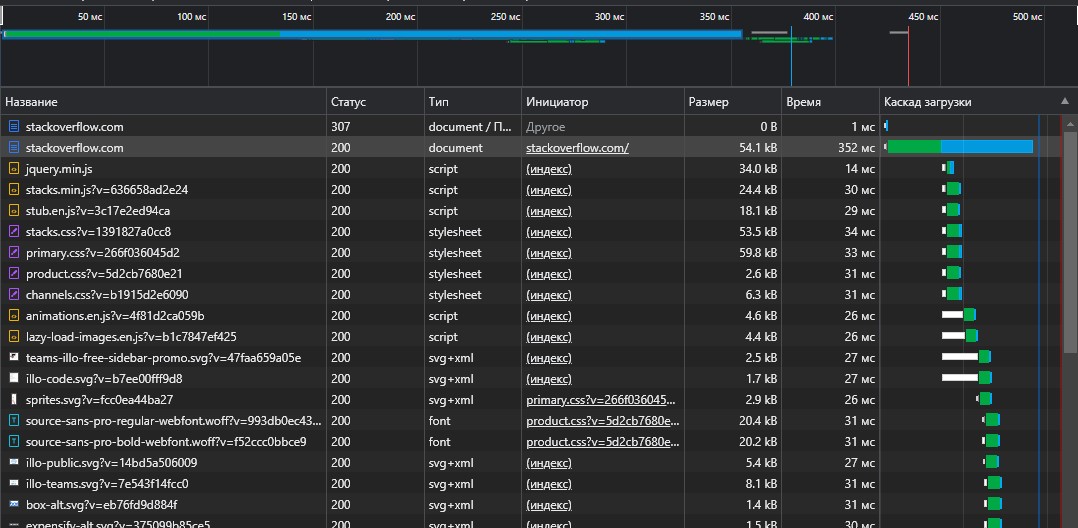 50 мс 100 мс 150 мс 200 мс 250 мс 300 мс 350 мс 400 мс 450 мс 500 мс
Название Статус Тип Инициатор Размер Время Каскад загрузки
stackoverflow.com 307 document / П... Другое 0 B 1 мс
stackoverflow.com 200 document stackoverflow.com/ 54.1 kB 352 мс
jquery.min.js 200 script (индекс) 34.0 kB 14 мс
stacks.min.js?v=636658ad2e24 200 script (индекс) 24.4 kB 30 мс
stub.en.js?v=3c17e2ed94ca 200 script (индекс) 18.1 kB 29 мс
stacks.css?v=1391827a0cc8 200 stylesheet (индекс) 53.5 kB 34 мс
primary.css?v=266f036045d2 200 stylesheet (индекс) 59.8 kB 33 мс
product.css?v=5d2cb7680e21 200 stylesheet (индекс) 2.6 kB 31 мс
channels.css?v=b1915d2e6090 200 stylesheet (индекс) 6.3 kB 31 мс
animations.en.js?v=4f81d2ca059b 200 script (индекс) 4.6 kB 26 мс
lazy-load-images.en.js?v=b1c7847ef425 200 script (индекс) 4.4 kB 26 мс
teams-illo-free-sidebar-promo.svg?v=47faa659a05e 200 svg+xml (индекс) 2.5 kB 27 мс
illo-code.svg?v=b7ee00fff9d8 200 svg+xml (индекс) 1.7 kB 27 мс
sprites.svg?v=fcc0ea44ba27 200 svg+xml primary.css?v=266f036045... 2.9 kB 26 мс
source-sans-pro-regular-webfont.woff?v=993db0ec43... 200 font product.css?v=5d2cb7680e... 20.4 kB 31 мс
source-sans-pro-bold-webfont.woff?v=f52ccc0bbce9 200 font product.css?v=5d2cb7680e... 20.2 kB 31 мс
illo-public.svg?v=14bd5a506009 200 svg+xml (индекс) 5.4 kB 27 мс
illo-teams.svg?v=7e543f14fcc0 200 svg+xml (индекс) 8.1 kB 31 мс
box-alt.svg?v=eb76fd9d884f 200 svg+xml (индекс) 1.4 kB 31 мс
expensify-alt.svg?v=375099b85ce5 200 svg+xml (индекс) 1.5 kB 30 мс